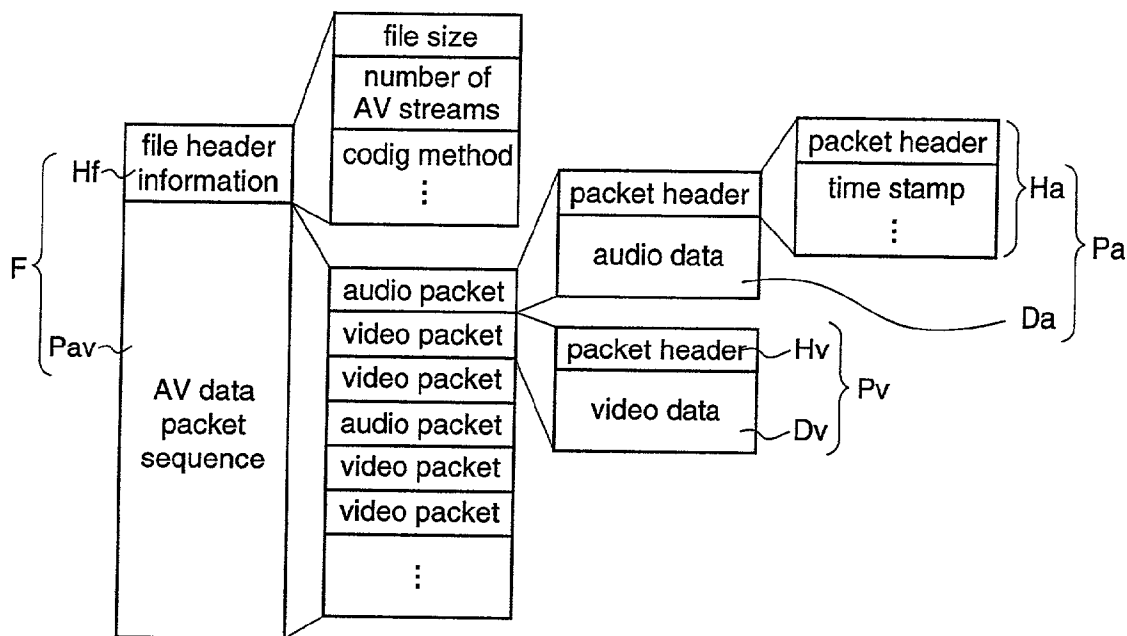 file size
number of
AV streams
codig method
⋮
file header
information
Hf
F
Pav
AV data
packet
sequence
audio packet
video packet
video packet
audio packet
video packet
video packet
⋮
packet header
audio data
packet header
time stamp
⋮
Ha
Pa
Da
packet header
Hv
video data
Dv
Pv